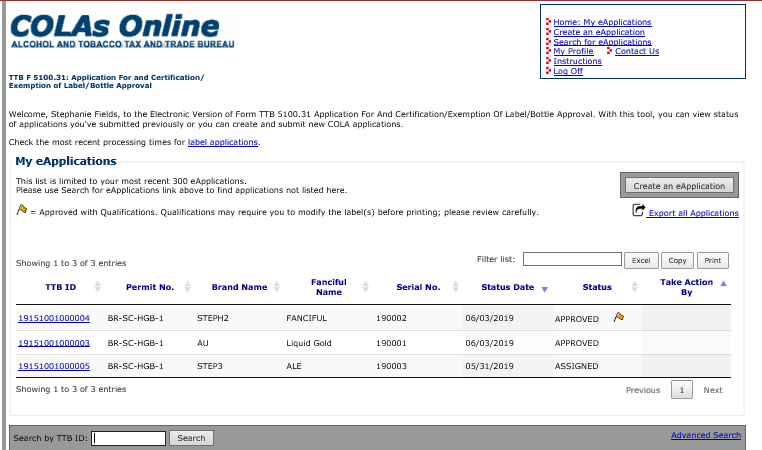 COLAs Online
ALCOHOL AND TOBACCO TAX AND TRADE BUREAU
Home: My eApplications
Create an eApplication
Search for eApplications
My Profile Contact Us
Instructions
Log Off
TTB F 5100.31: Application For and Certification/
Exemption of Label/Bottle Approval
Welcome, Stephanie Fields, to the Electronic Version of Form TTB 5100.31 Application For And Certification/Exemption Of Label/Bottle Approval. With this tool, you can view status
of applications you've submitted previously or you can create and submit new COLA applications.
Check the most recent processing times for label applications.
My eApplications
This list is limited to your most recent 300 eApplications.
Please use Search for eApplications link above to find applications not listed here.
Create an eApplication
= Approved with Qualifications. Qualifications may require you to modify the label(s) before printing; please review carefully.
Export all Applications
Showing 1 to 3 of 3 entries
Filter list: Excel Copy Print
TTB ID Permit No. Brand Name Fanciful Name Serial No. Status Date Status Take Action By
19151001000004 BR-SC-HGB-1 STEPH2 FANCIFUL 190002 06/03/2019 APPROVED
19151001000003 BR-SC-HGB-1 AU Liquid Gold 190001 06/03/2019 APPROVED
19151001000005 BR-SC-HGB-1 STEP3 ALE 190003 05/31/2019 ASSIGNED
Showing 1 to 3 of 3 entries
Previous 1 Next
Search by TTB ID: Search
Advanced Search